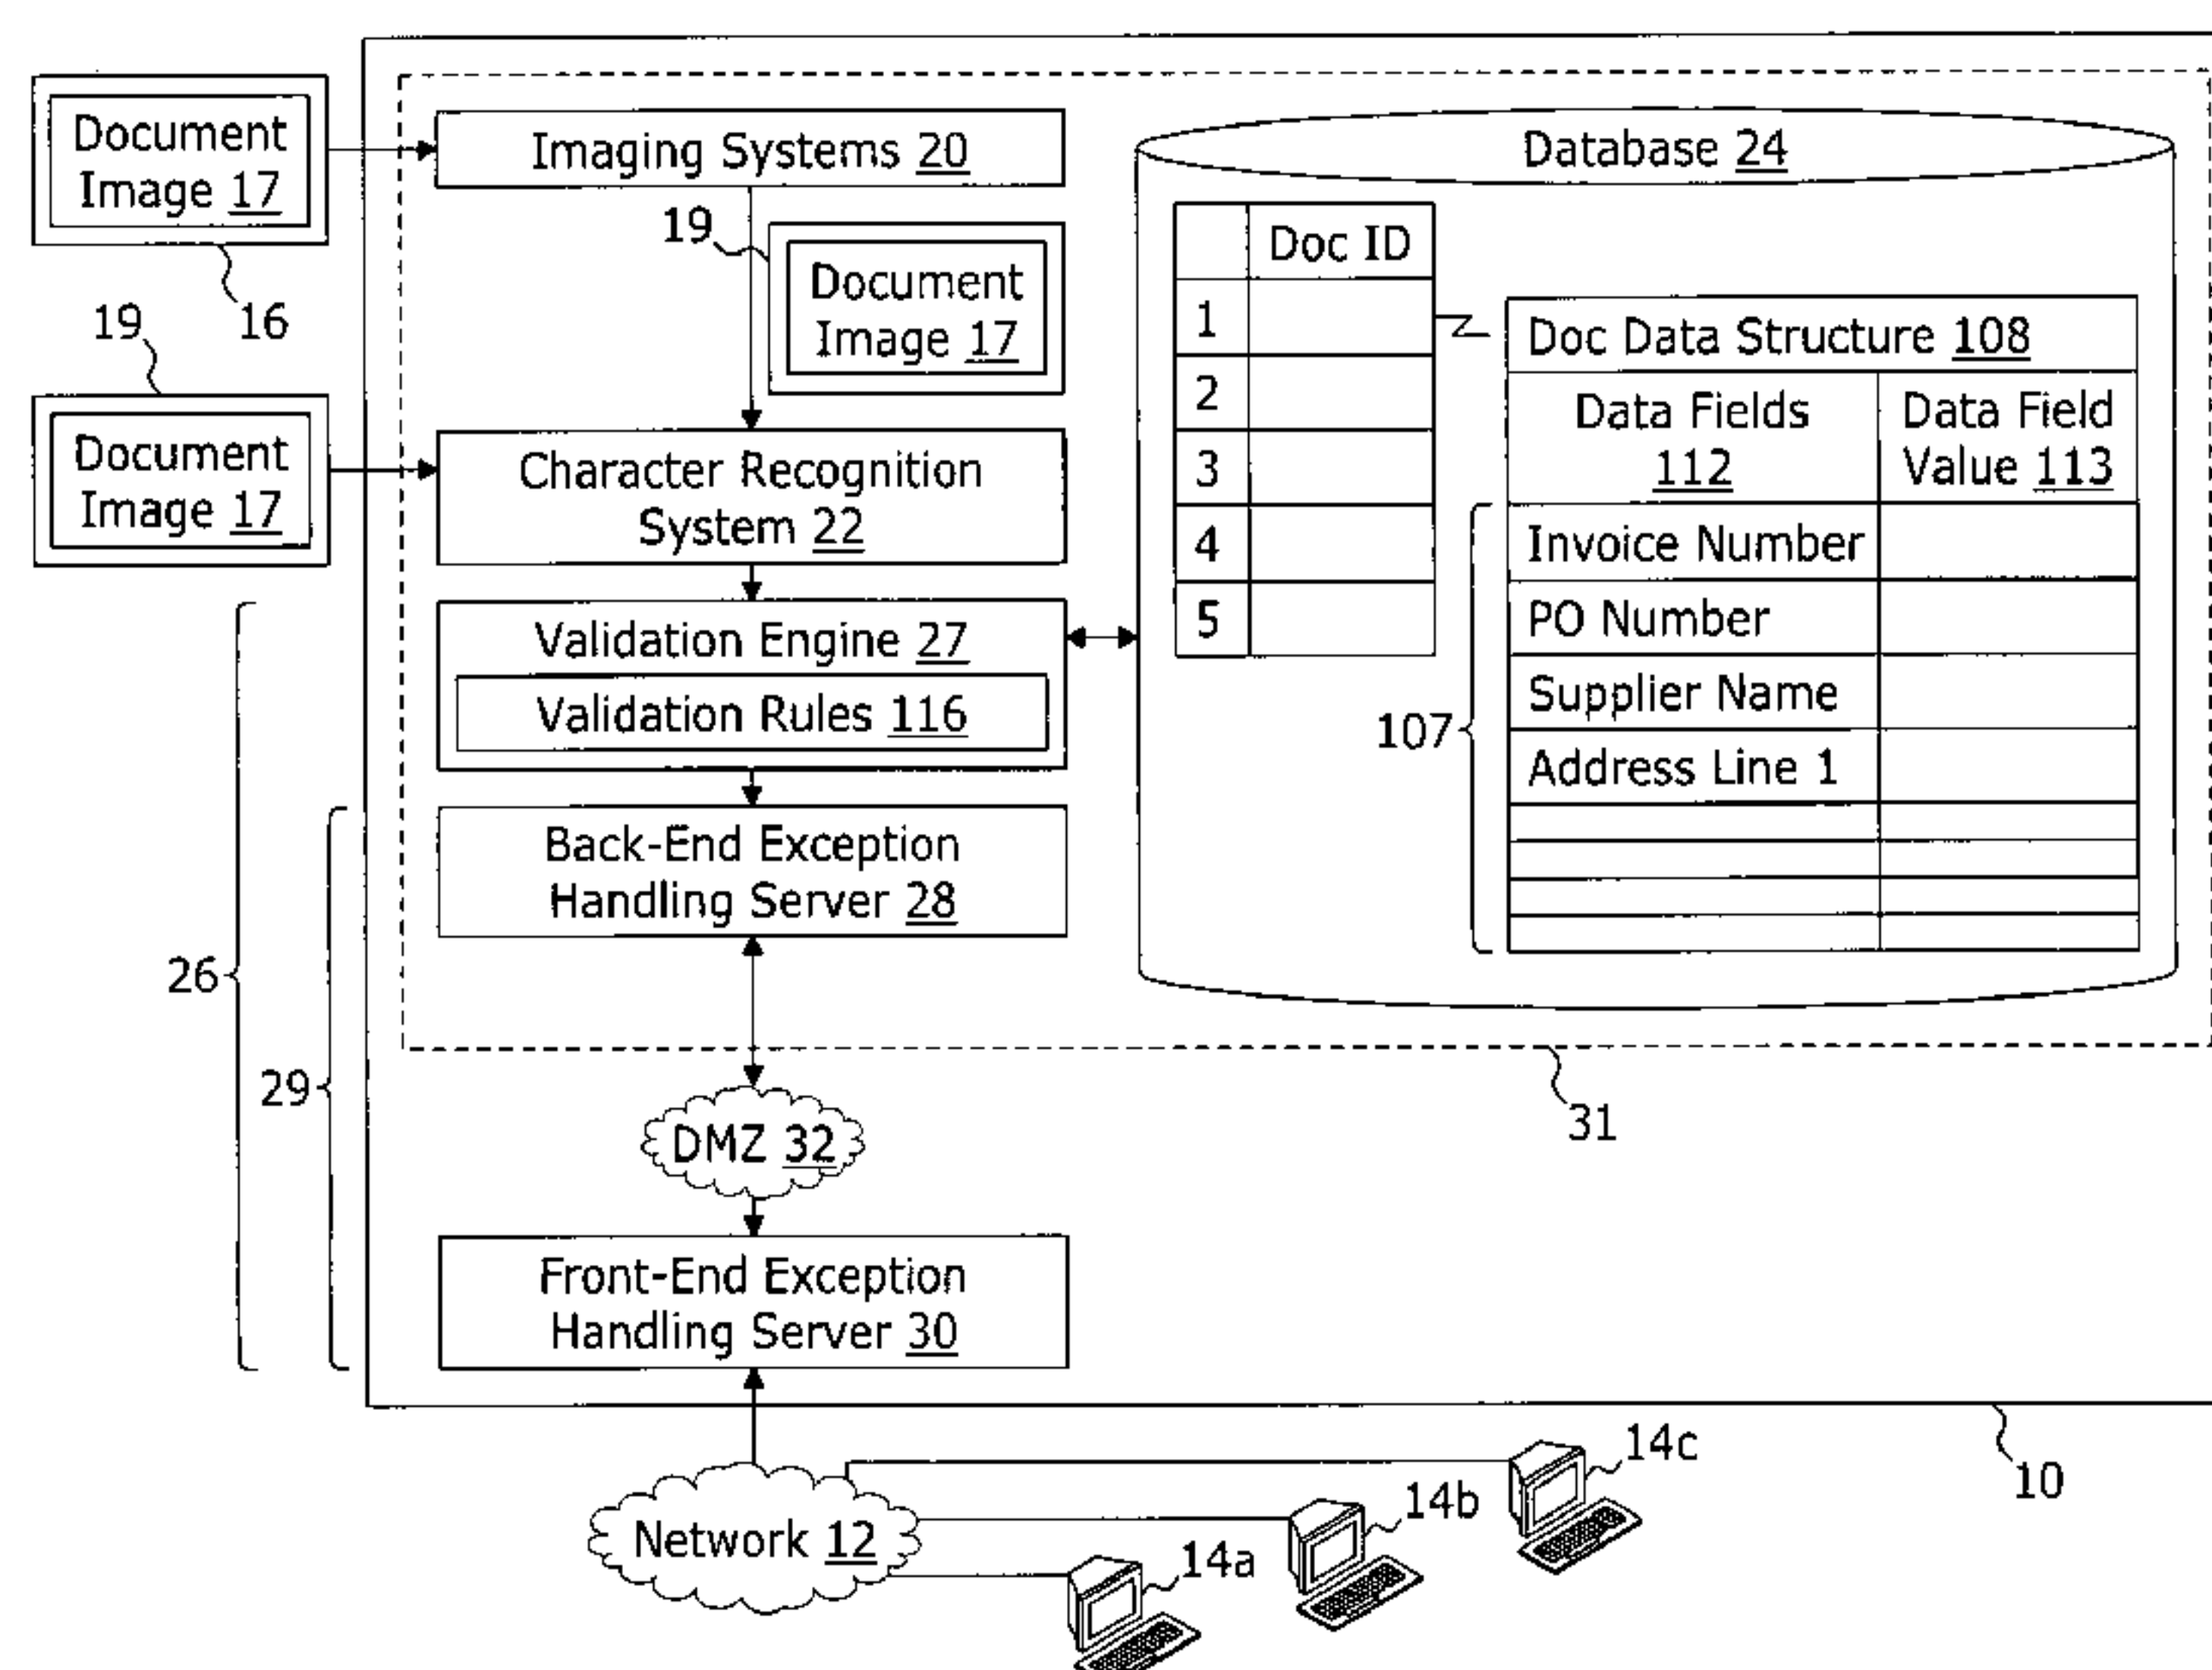 Document
Image 17
16
19
Document
Image 17
Imaging Systems 20
19
Document
Image 17
Character Recognition
System 22
Validation Engine 27
Validation Rules 116
Back-End Exception
Handling Server 28
26
29
DMZ 32
Front-End Exception
Handling Server 30
Database 24
Doc ID
1
2
3
4
5
Doc Data Structure 108
Data Fields
112
Data Field
Value 113
Invoice Number
PO Number
Supplier Name
Address Line 1
107
31
10
Network 12
14a
14b
14c